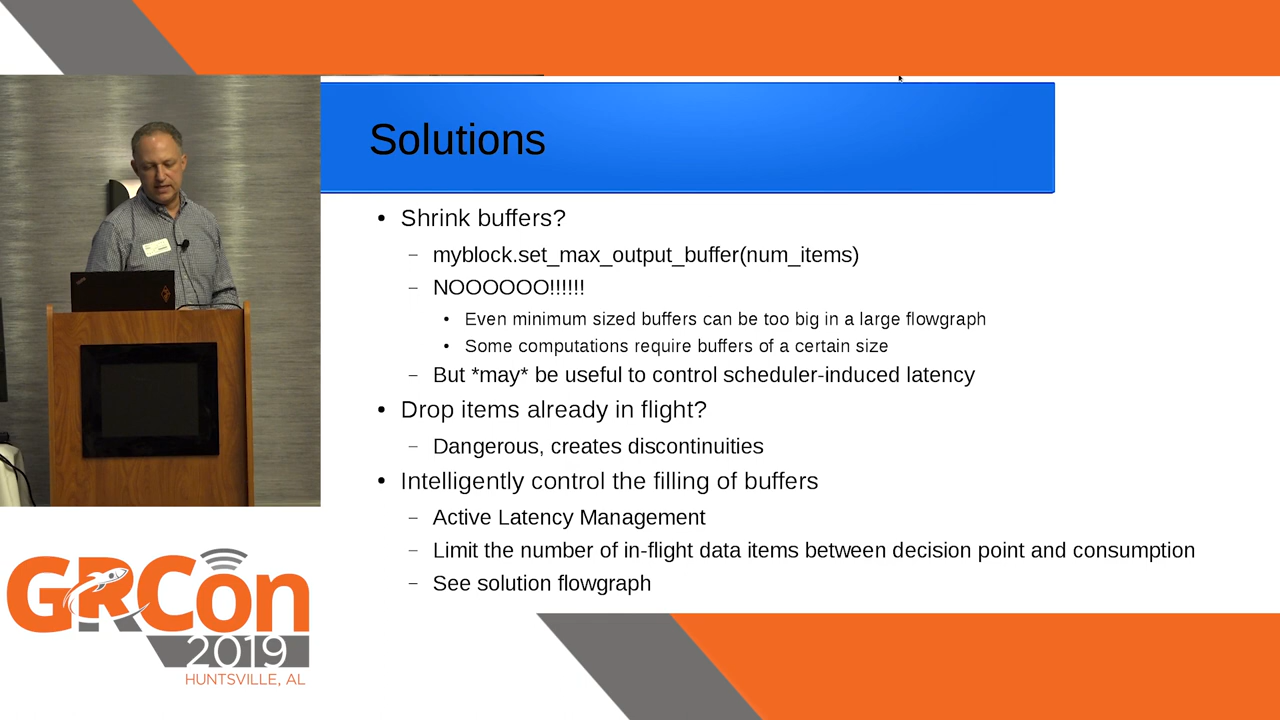 Solutions
• Shrink buffers?
– myblock.set_max_output_buffer(num_items)
– NOOOOOO!!!!!!
• Even minimum sized buffers can be too big in a large flowgraph
• Some computations require buffers of a certain size
– But *may* be useful to control scheduler-induced latency
• Drop items already in flight?
– Dangerous, creates discontinuities
• Intelligently control the filling of buffers
– Active Latency Management
– Limit the number of in-flight data items between decision point and consumption
– See solution flowgraph
GRCon
2019
HUNTSVILLE, AL